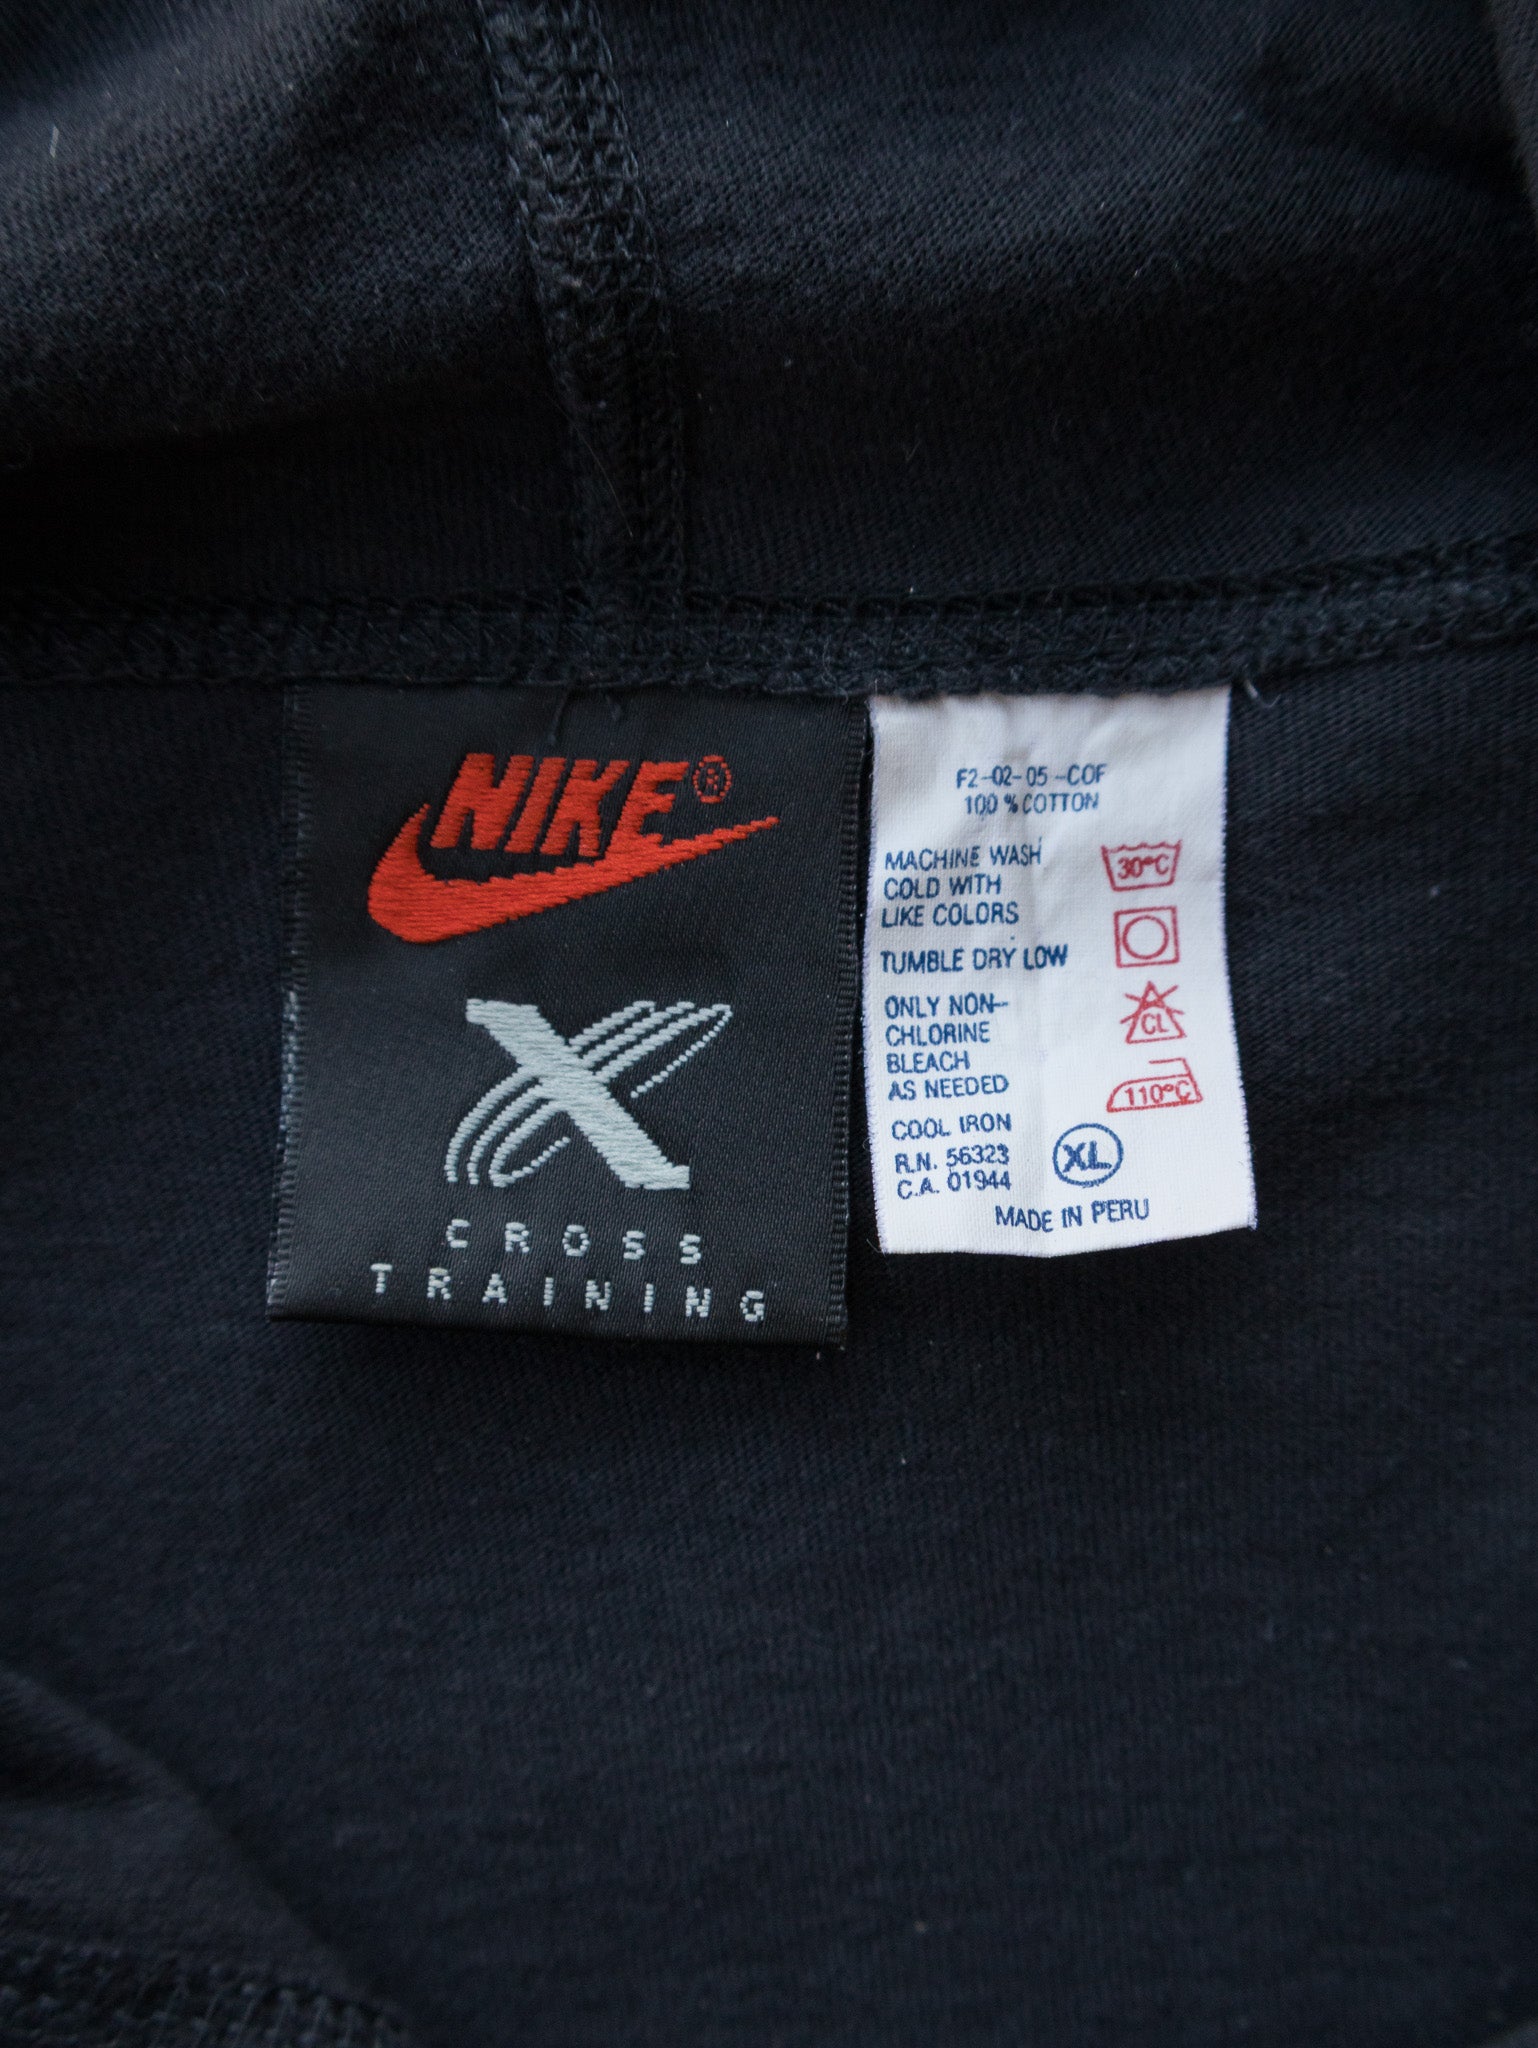 NIKE®
X
CROSS
TRAINING
F2-02-05-COF
100 % COTTON
MACHINE WASH
COLD WITH
LIKE COLORS
30°C
TUMBLE DRY LOW
ONLY NON-
CHLORINE
BLEACH
AS NEEDED
CL
COOL IRON
110°C
R.N. 56323
C.A. 01944
XL
MADE IN PERU